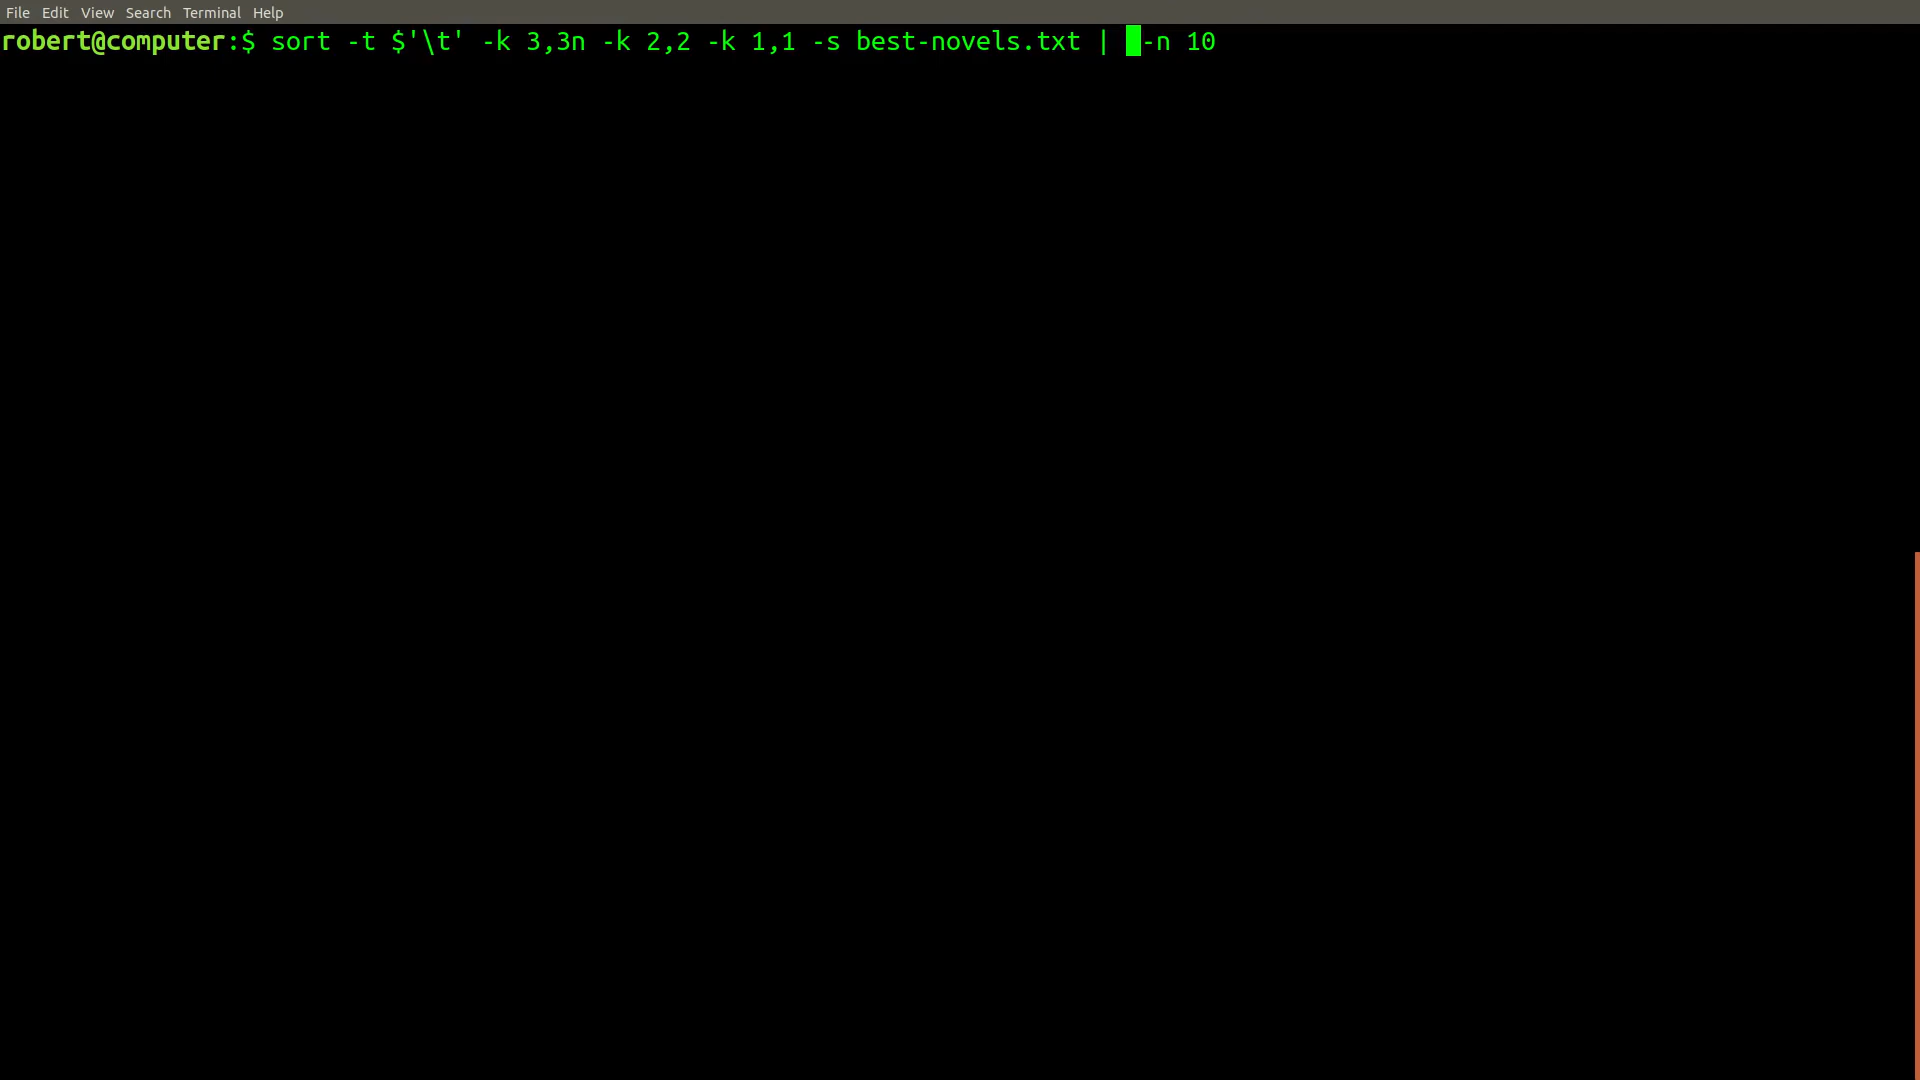 File Edit View Search Terminal Help
robert@computer:$ sort -t $'\t' -k 3,3n -k 2,2 -k 1,1 -s best-novels.txt | -n 10